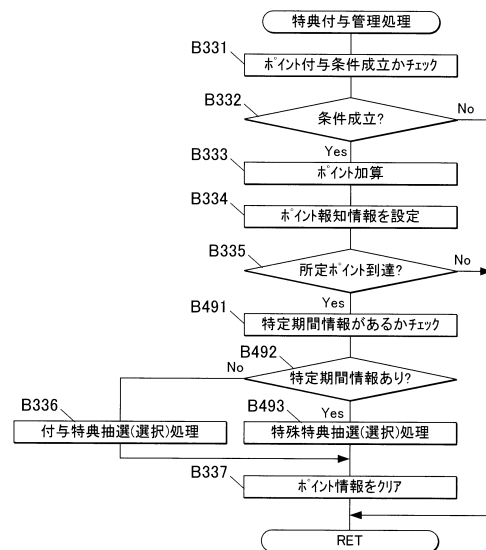 特典付与管理処理
B331
ポイント付与条件成立かチェック
B332
条件成立?
No
Yes
B333
ポイント加算
B334
ポイント報知情報を設定
B335
所定ポイント到達?
No
Yes
B491
特定期間情報があるかチェック
B492
特定期間情報あり?
No
Yes
B336
付与特典抽選(選択)処理
B493
特殊特典抽選(選択)処理
B337
ポイント情報をクリア
RET